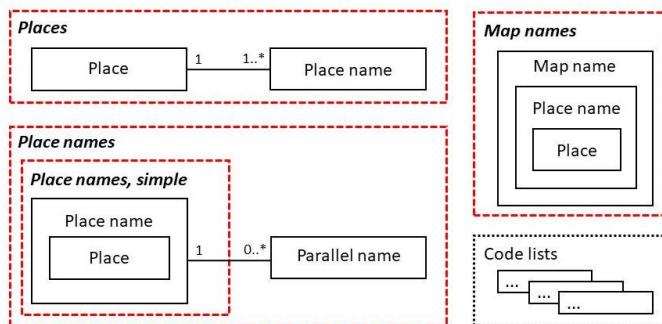 Places
Place
1
1..*
Place name
Place names
Place names, simple
Place name
Place
1
0..*
Parallel name
Map names
Map name
Place name
Place
Code lists
...
...
...